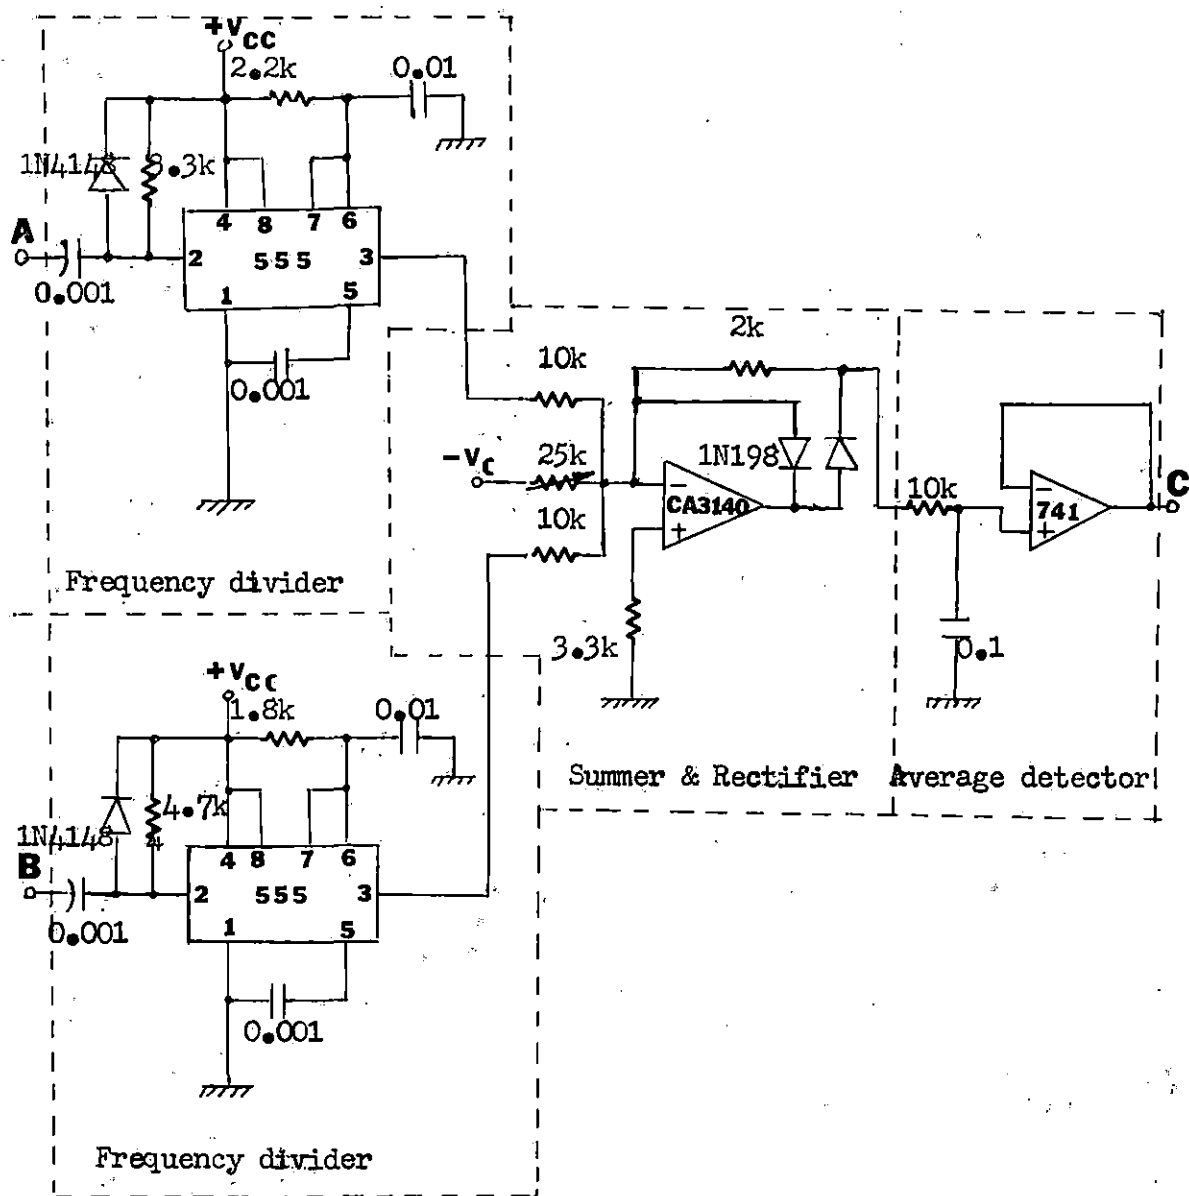 +VCC
2.2k
0.01
1N4148
3.3k
A
4 8 7 6
2 555 3
0.001
1 5
0.001
2k
10k
-VC
25k
1N198
10k
C
CA3140
-
+
741
-
+
10k
Frequency divider
3.3k
0.1
+VCC
1.8k
0.01
Summer & Rectifier
Average detector
4.7k
1N4148
B
4 8 7 6
2 555 3
0.001
1 5
0.001
Frequency divider